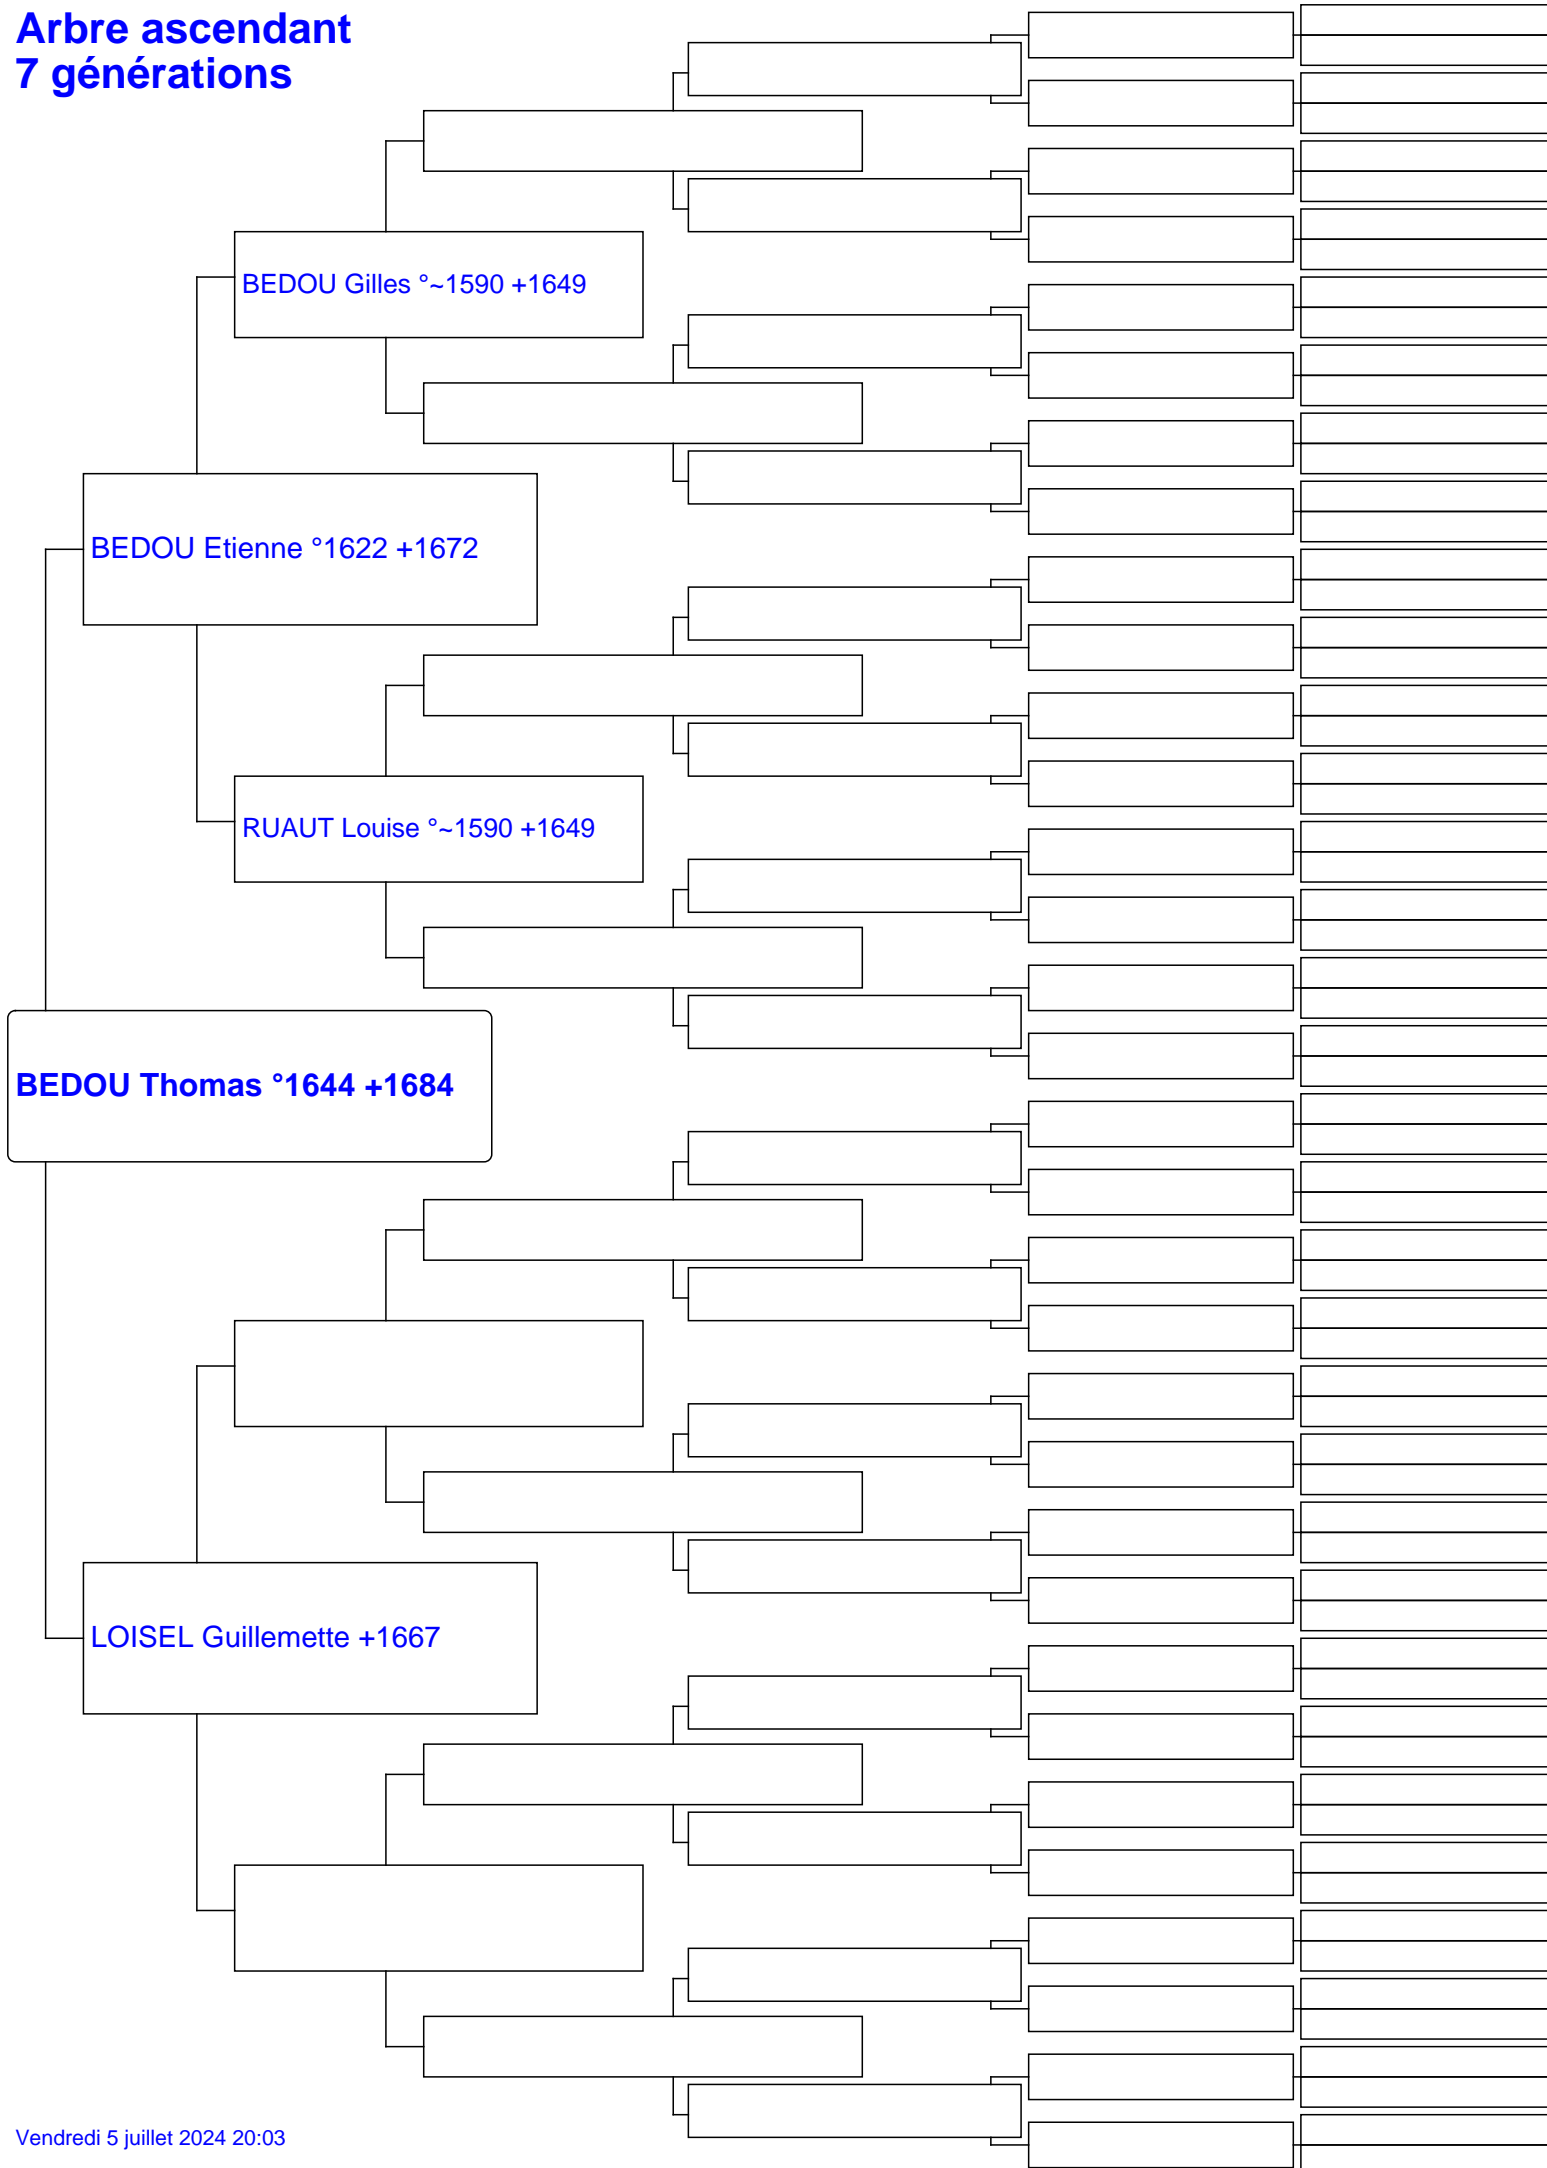 Arbre ascendant
7 générations
BEDOU Gilles °~1590 +1649
BEDOU Etienne °1622 +1672
RUAUT Louise °~1590 +1649
BEDOU Thomas °1644 +1684
LOISEL Guillemette +1667
Vendredi 5 juillet 2024 20:03